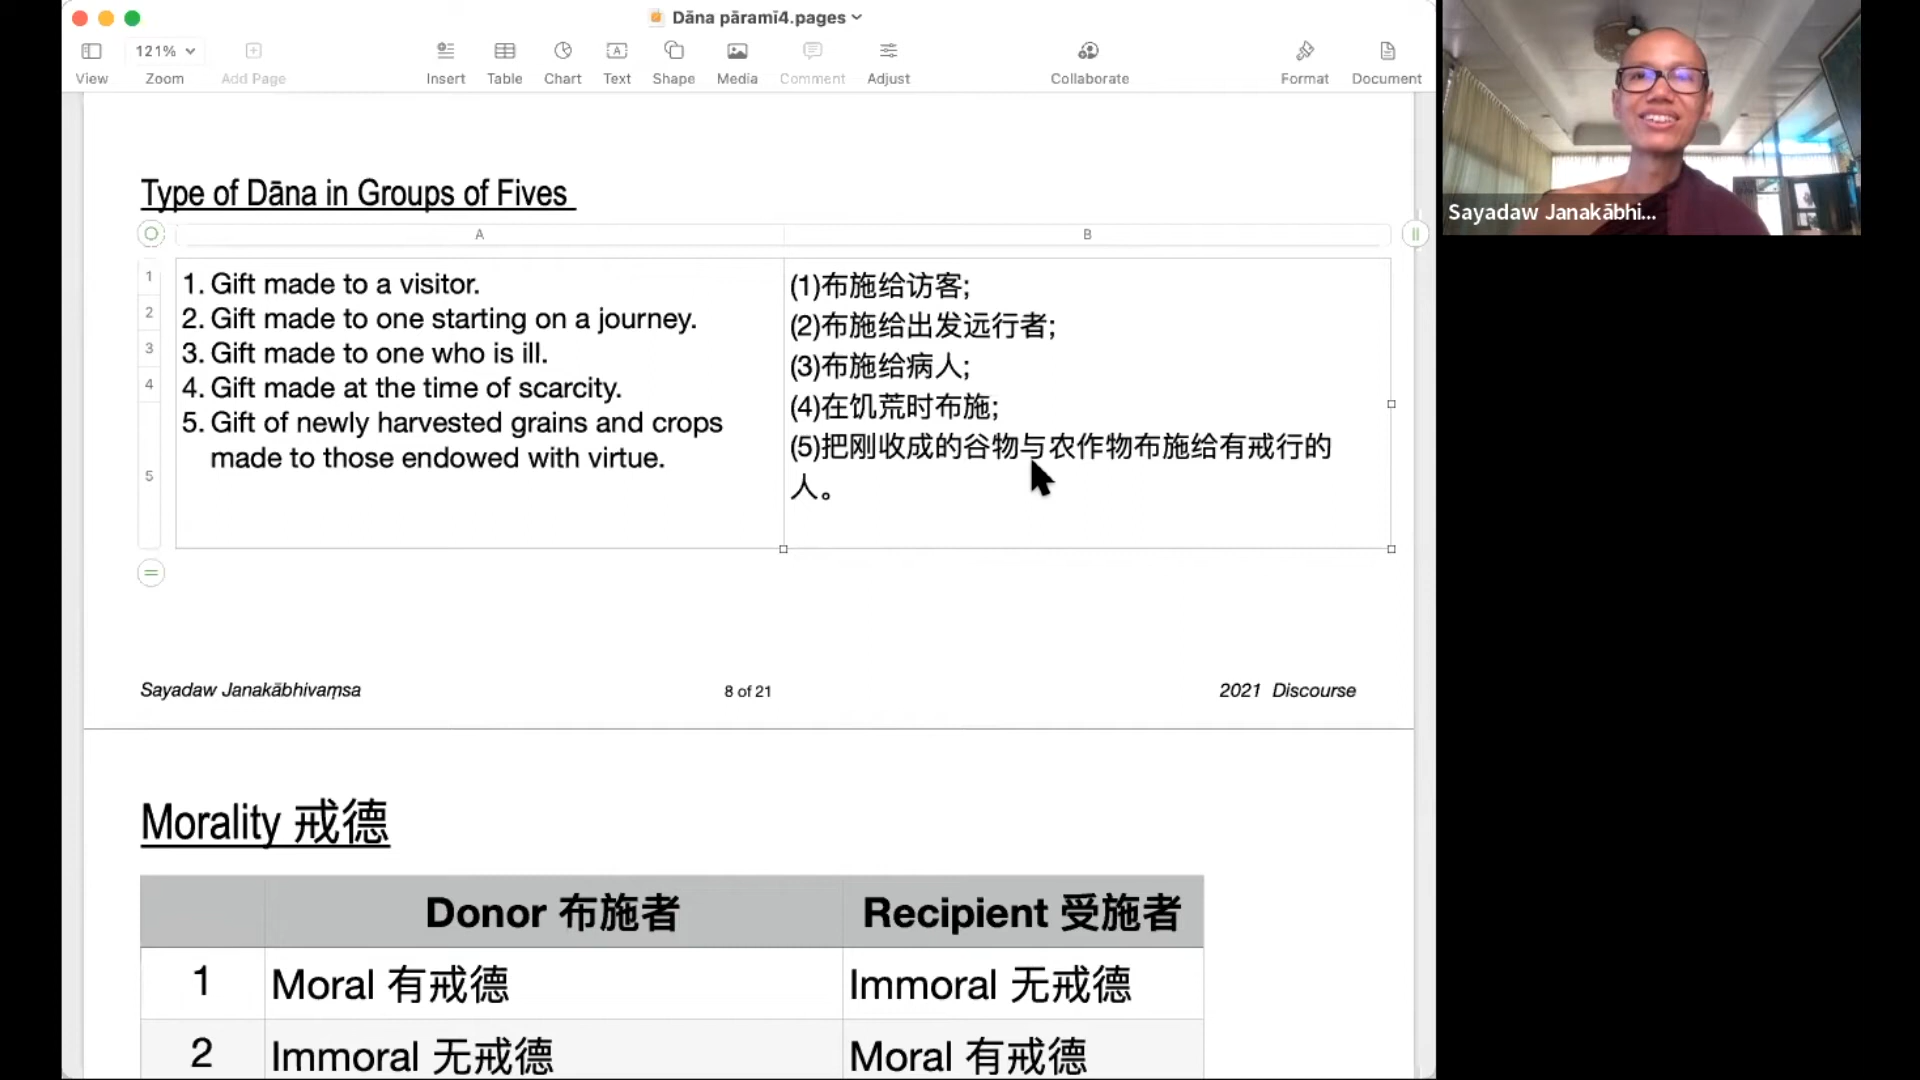 Dāna pāramī4.pages
121%
View Zoom Add Page Insert Table Chart Text Shape Media Comment Adjust Collaborate Format Document
Sayadaw Janakābhi...
Type of Dāna in Groups of Fives
A B
1
2
3
4
5
1. Gift made to a visitor.
2. Gift made to one starting on a journey.
3. Gift made to one who is ill.
4. Gift made at the time of scarcity.
5. Gift of newly harvested grains and crops
made to those endowed with virtue.
(1)布施给访客;
(2)布施给出发远行者;
(3)布施给病人;
(4)在饥荒时布施;
(5)把刚收成的谷物与农作物布施给有戒行的
人。
Sayadaw Janakābhivaṃsa 8 of 21 2021 Discourse
Morality 戒德
Donor 布施者 Recipient 受施者
1 Moral 有戒德 Immoral 无戒德
2 Immoral 无戒德 Moral 有戒德